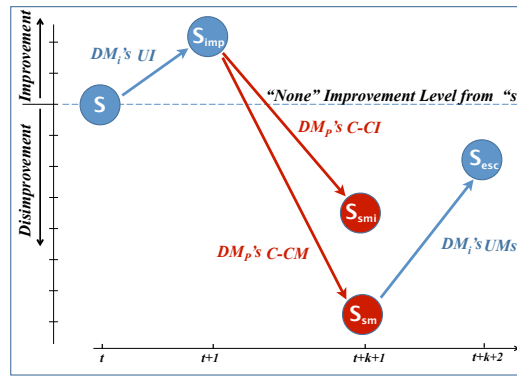 Improvement
Disimprovement
S
DMi's UI
Simp
“None” Improvement Level from “s
DMP's C-CI
Ssmi
DMP's C-CM
Ssm
Sesc
DMi's UMs
t
t+1
t+k+1
t+k+2